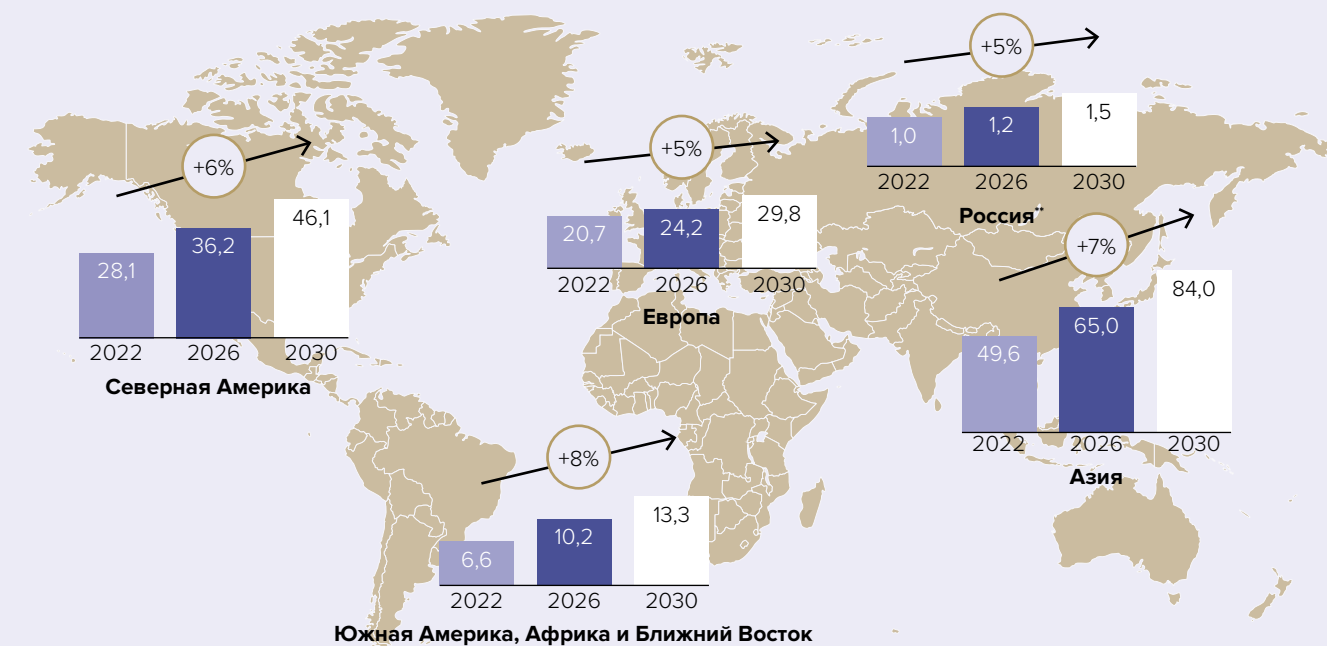 +6%
28,1
36,2
46,1
2022 2026 2030
Северная Америка
+5%
20,7
24,2
29,8
2022 2026 2030
Европа
+5%
1,0
1,2
1,5
2022 2026 2030
Россия**
+7%
49,6
65,0
84,0
2022 2026 2030
Азия
+8%
6,6
10,2
13,3
2022 2026 2030
Южная Америка, Африка и Ближний Восток